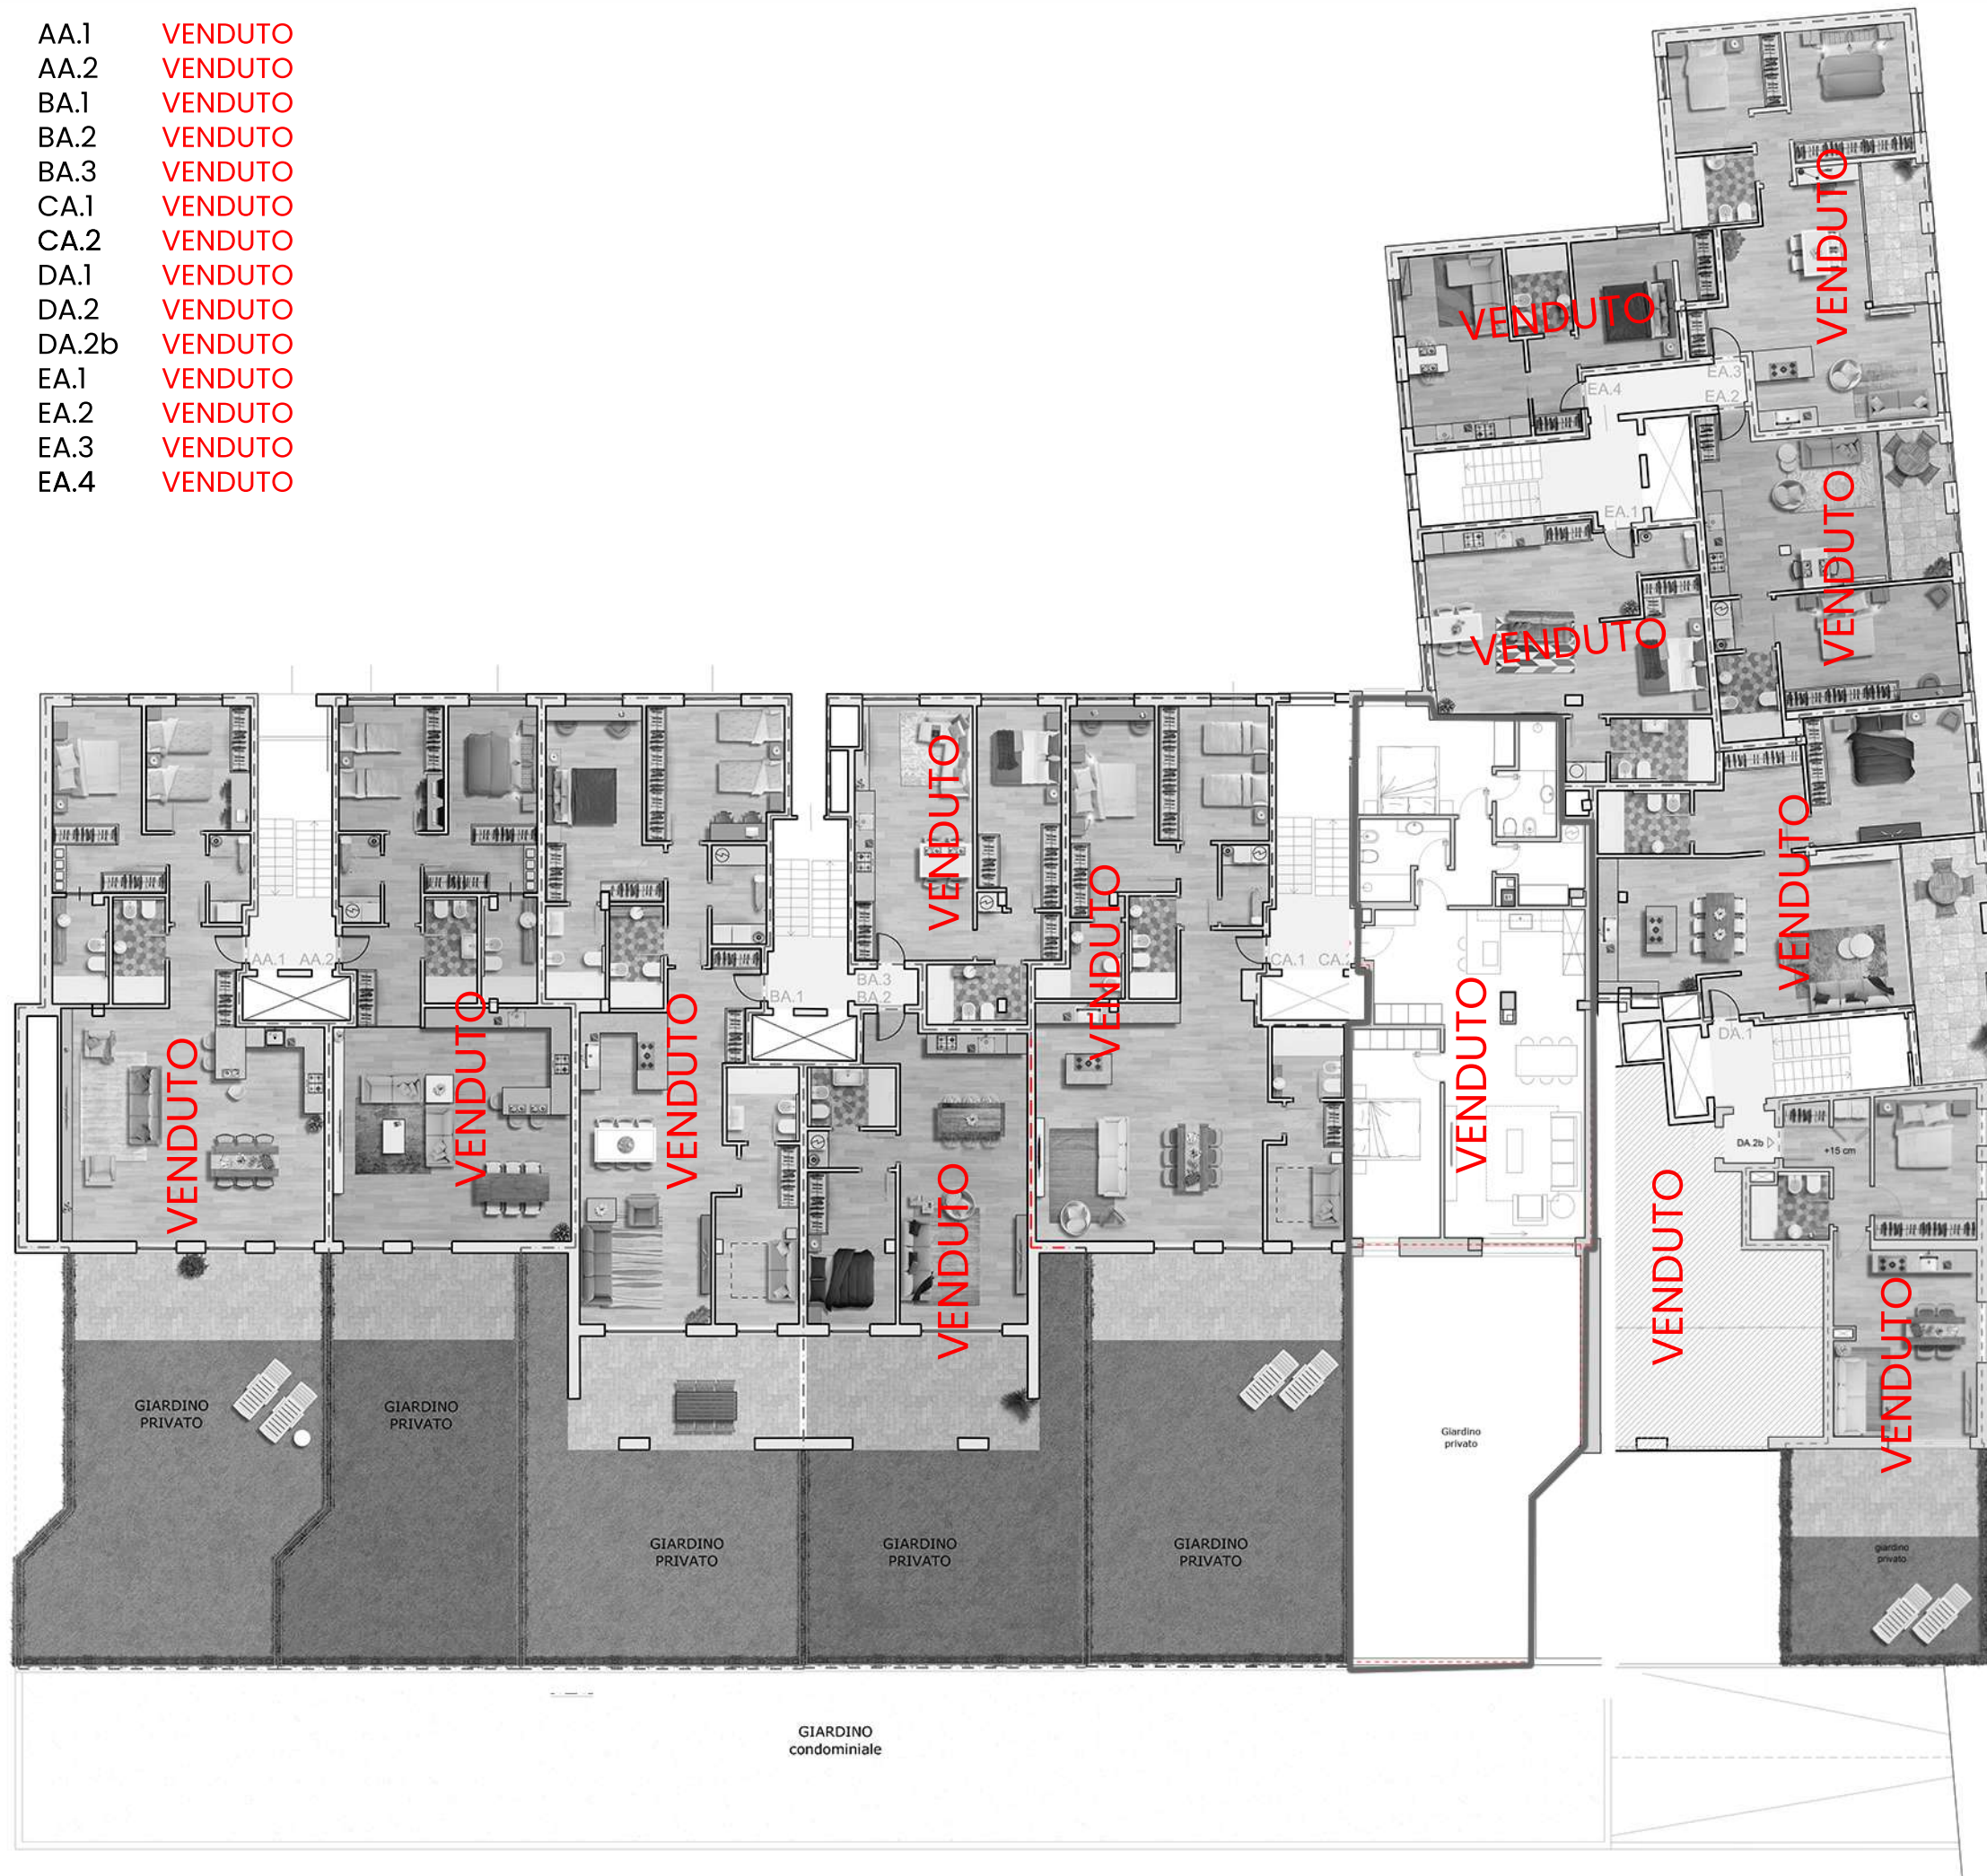 AA.1 VENDUTO
AA.2 VENDUTO
BA.1 VENDUTO
BA.2 VENDUTO
BA.3 VENDUTO
CA.1 VENDUTO
CA.2 VENDUTO
DA.1 VENDUTO
DA.2 VENDUTO
DA.2b VENDUTO
EA.1 VENDUTO
EA.2 VENDUTO
EA.3 VENDUTO
EA.4 VENDUTO
VENDUTO
VENDUTO
EA.3
EA.4
EA.2
VENDUTO
EA.1
VENDUTO
VENDUTO
VENDUTO
VENDUTO
AA.1 AA.2
BA.3
BA.1
BA.2
CA.1 CA.2
DA.1
VENDUTO
VENDUTO
VENDUTO
VENDUTO
VENDUTO
DA.2b
+15 cm
VENDUTO
VENDUTO
GIARDINO
PRIVATO
GIARDINO
PRIVATO
Giardino
privato
GIARDINO
PRIVATO
GIARDINO
PRIVATO
GIARDINO
PRIVATO
giardino
privato
GIARDINO
condominiale